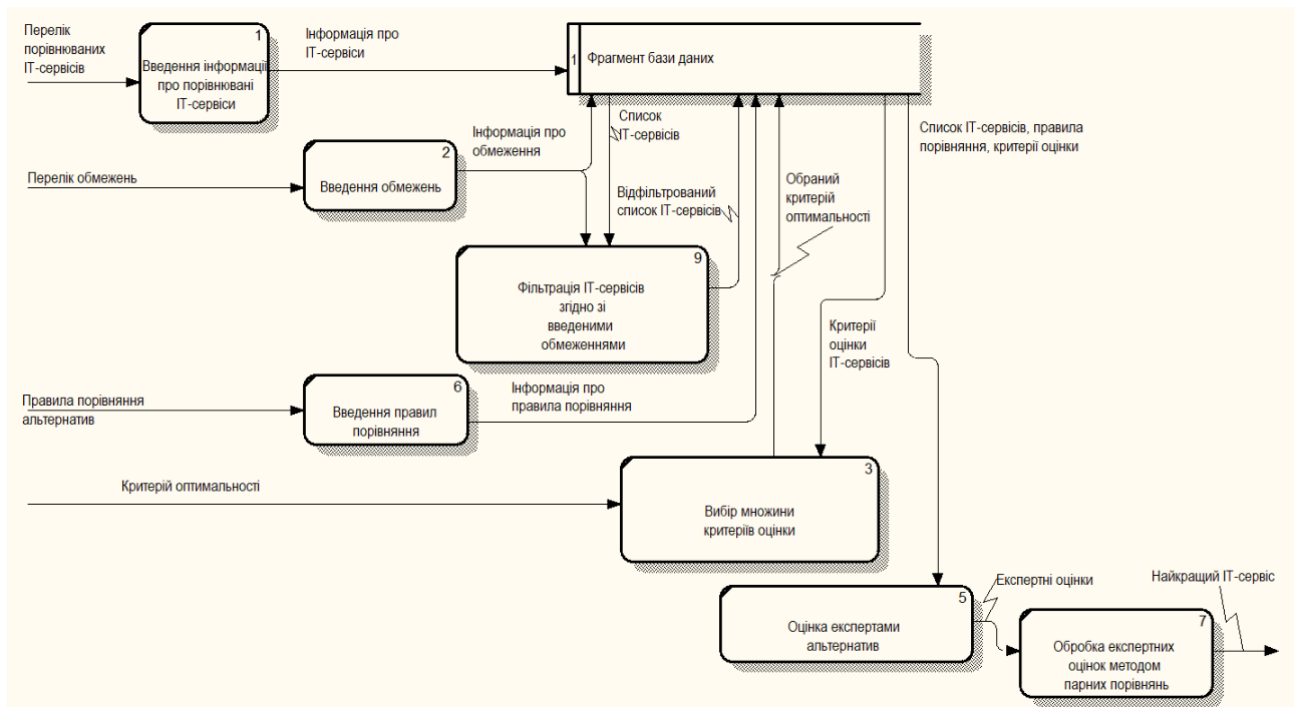 Перелік
порівнюваних
ІТ-сервісів
1
Введення інформації
про порівнювані
ІТ-сервіси
Інформація про
ІТ-сервіси
1
Фрагмент бази даних
Перелік обмежень
2
Введення обмежень
Інформація про
обмеження
Список
ІТ-сервісів
Відфільтрований
список ІТ-сервісів
Обраний
критерій
оптимальності
Список ІТ-сервісів, правила
порівняння, критерії оцінки
9
Фільтрація ІТ-сервісів
згідно зі
введеними
обмеженнями
Критерії
оцінки
ІТ-сервісів
Правила порівняння
альтернатив
6
Введення правил
порівняння
Інформація про
правила порівняння
Критерій оптимальності
3
Вибір множини
критеріїв оцінки
5
Оцінка експертами
альтернатив
Експертні оцінки
7
Обробка експертних
оцінок методом
парних порівнянь
Найкращий ІТ-сервіс